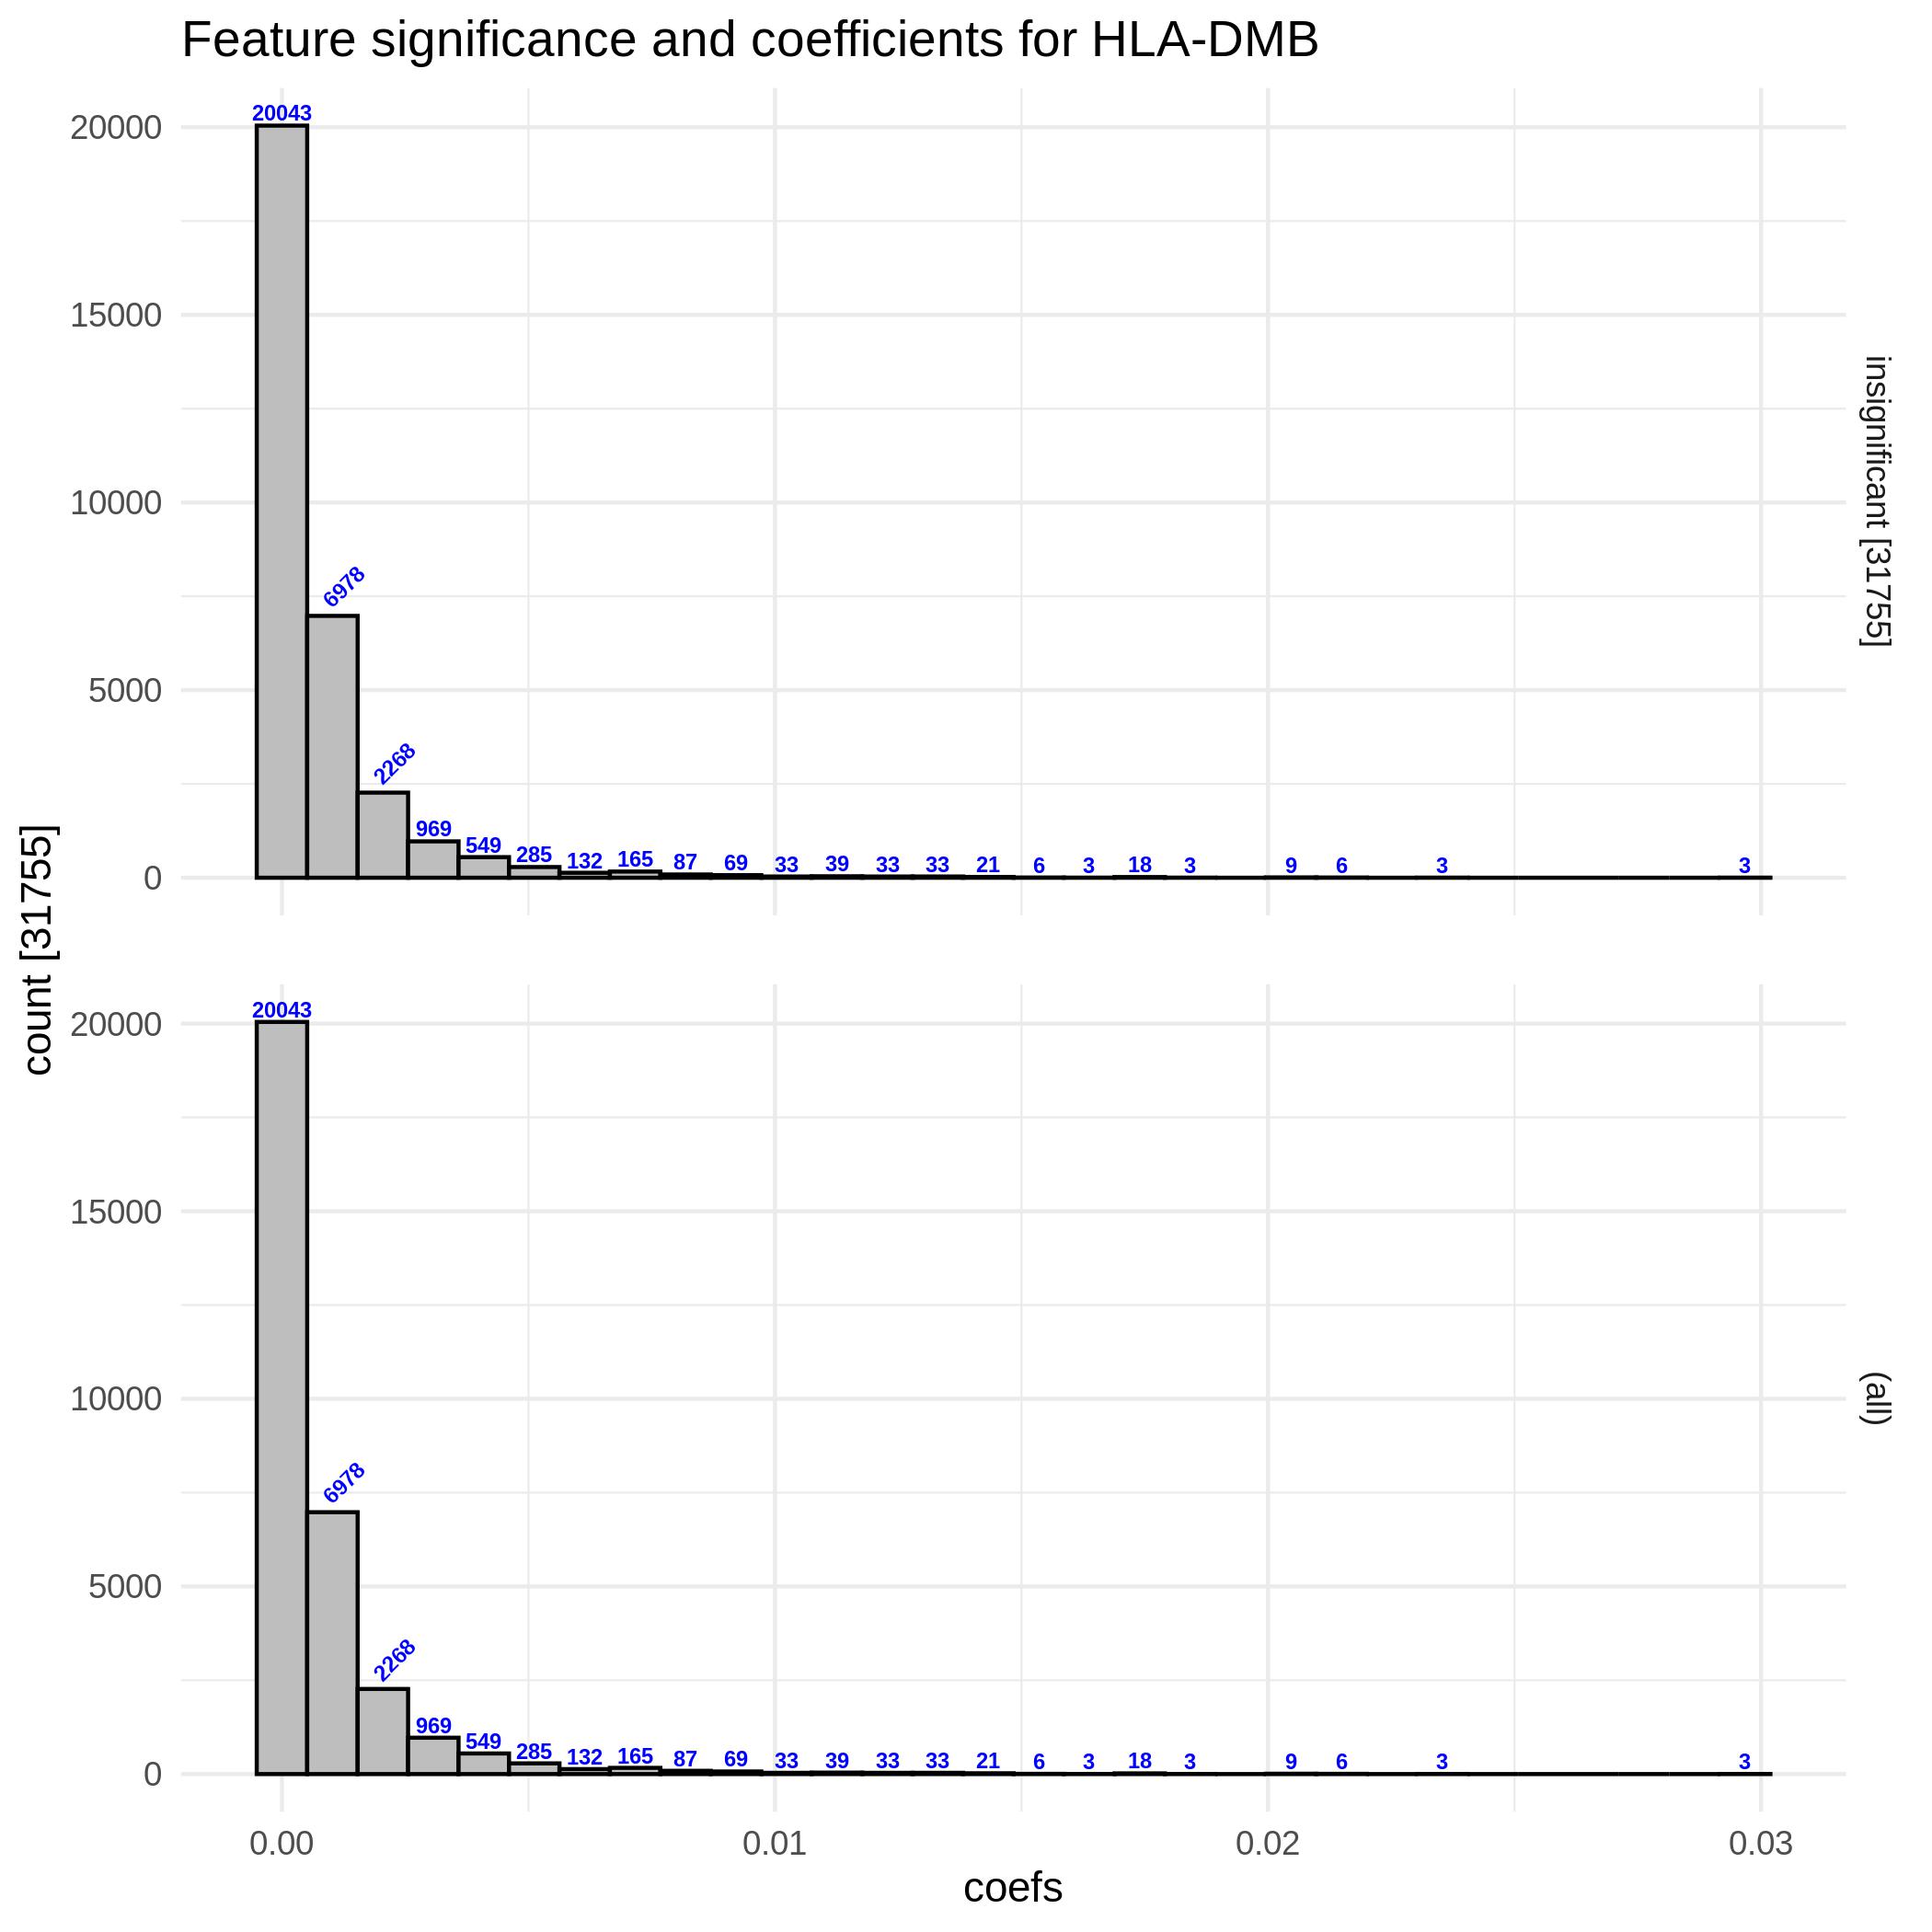 Feature significance and coefficients for HLA-DMB
count [31755]
20000
15000
10000
5000
0
20043
6978
2268
969 549 285 132 165 87 69 33 39 33 33 21 6 3 18 3 9 6 3 3
insignificant [31755]
20000
15000
10000
5000
0
20043
6978
2268
969 549 285 132 165 87 69 33 39 33 33 21 6 3 18 3 9 6 3 3
(all)
0.00 0.01 0.02 0.03
coefs